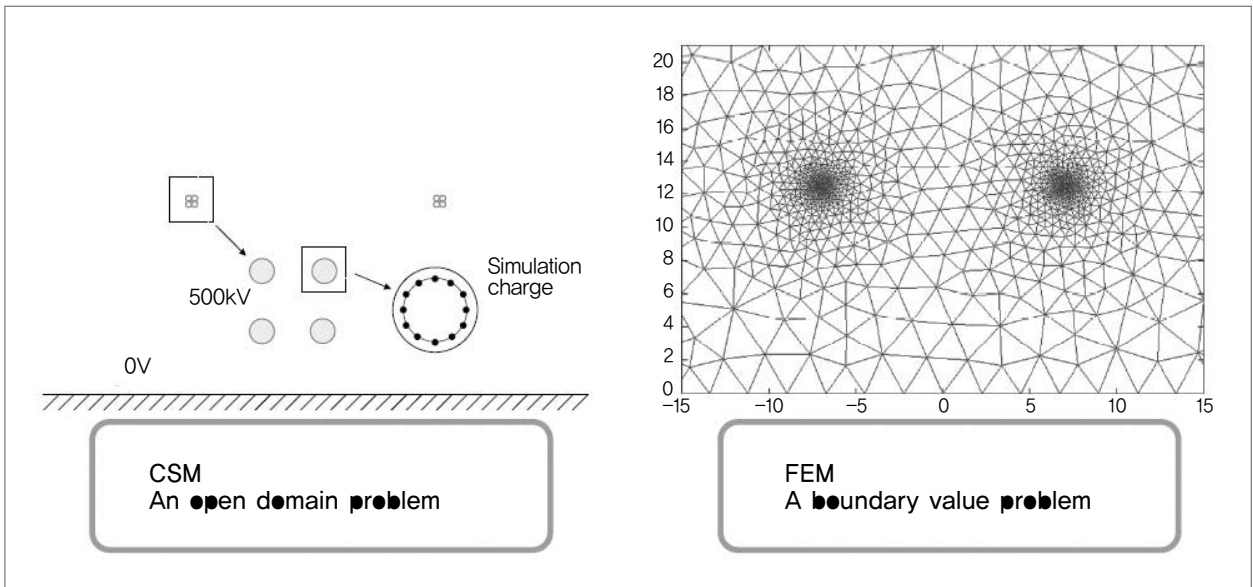 500kV
0V
Simulation
charge
CSM
An open domain problem
20
18
16
14
12
10
8
6
4
2
0
−15
−10
−5
0
5
10
15
FEM
A boundary value problem